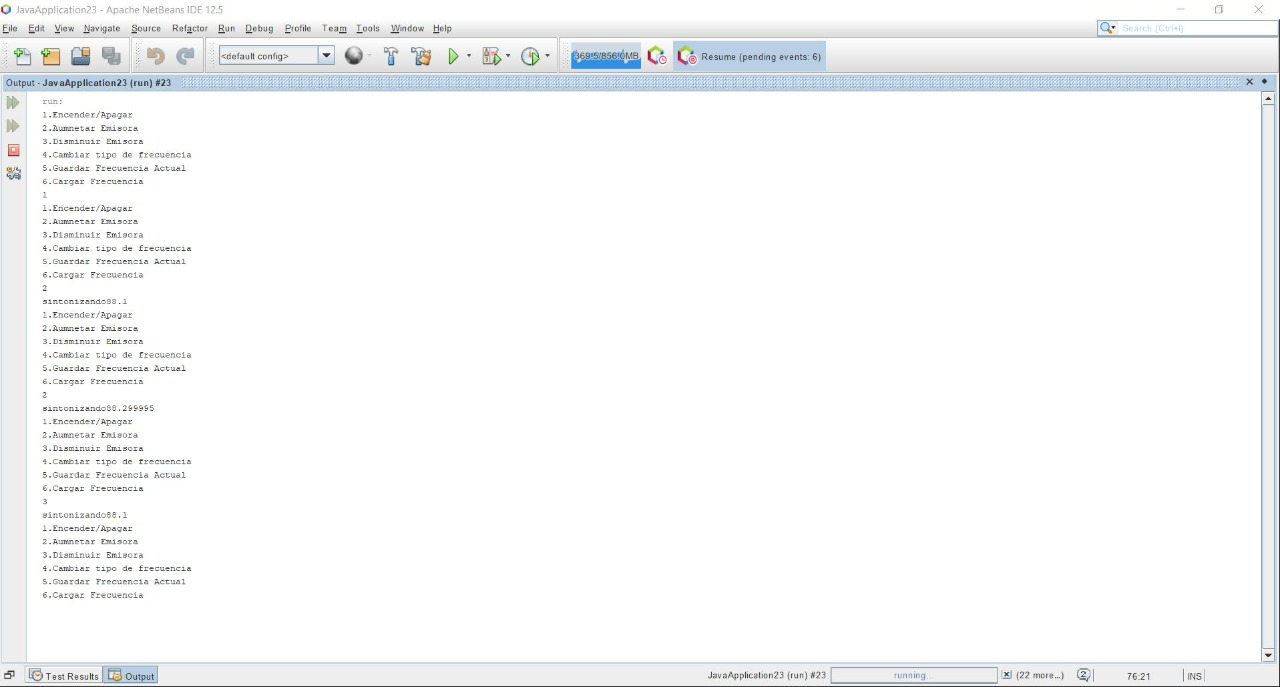 JavaApplication23 - Apache NetBeans IDE 12.5
File Edit View Navigate Source Refactor Run Debug Profile Team Tools Window Help
Search (Ctrl+I)
<default config>
369.5/856.0MB
Resume (pending events: 6)
Output - JavaApplication23 (run) #23
run:
1.Encender/Apagar
2.Aumnetar Emisora
3.Disminuir Emisora
4.Cambiar tipo de frecuencia
5.Guardar Frecuencia Actual
6.Cargar Frecuencia
1
1.Encender/Apagar
2.Aumnetar Emisora
3.Disminuir Emisora
4.Cambiar tipo de frecuencia
5.Guardar Frecuencia Actual
6.Cargar Frecuencia
2
sintonizando88.1
1.Encender/Apagar
2.Aumnetar Emisora
3.Disminuir Emisora
4.Cambiar tipo de frecuencia
5.Guardar Frecuencia Actual
6.Cargar Frecuencia
2
sintonizando88.299995
1.Encender/Apagar
2.Aumnetar Emisora
3.Disminuir Emisora
4.Cambiar tipo de frecuencia
5.Guardar Frecuencia Actual
6.Cargar Frecuencia
3
sintonizando88.1
1.Encender/Apagar
2.Aumnetar Emisora
3.Disminuir Emisora
4.Cambiar tipo de frecuencia
5.Guardar Frecuencia Actual
6.Cargar Frecuencia
Test Results Output JavaApplication23 (run) #23 running... (22 more...) 2 76:21 INS